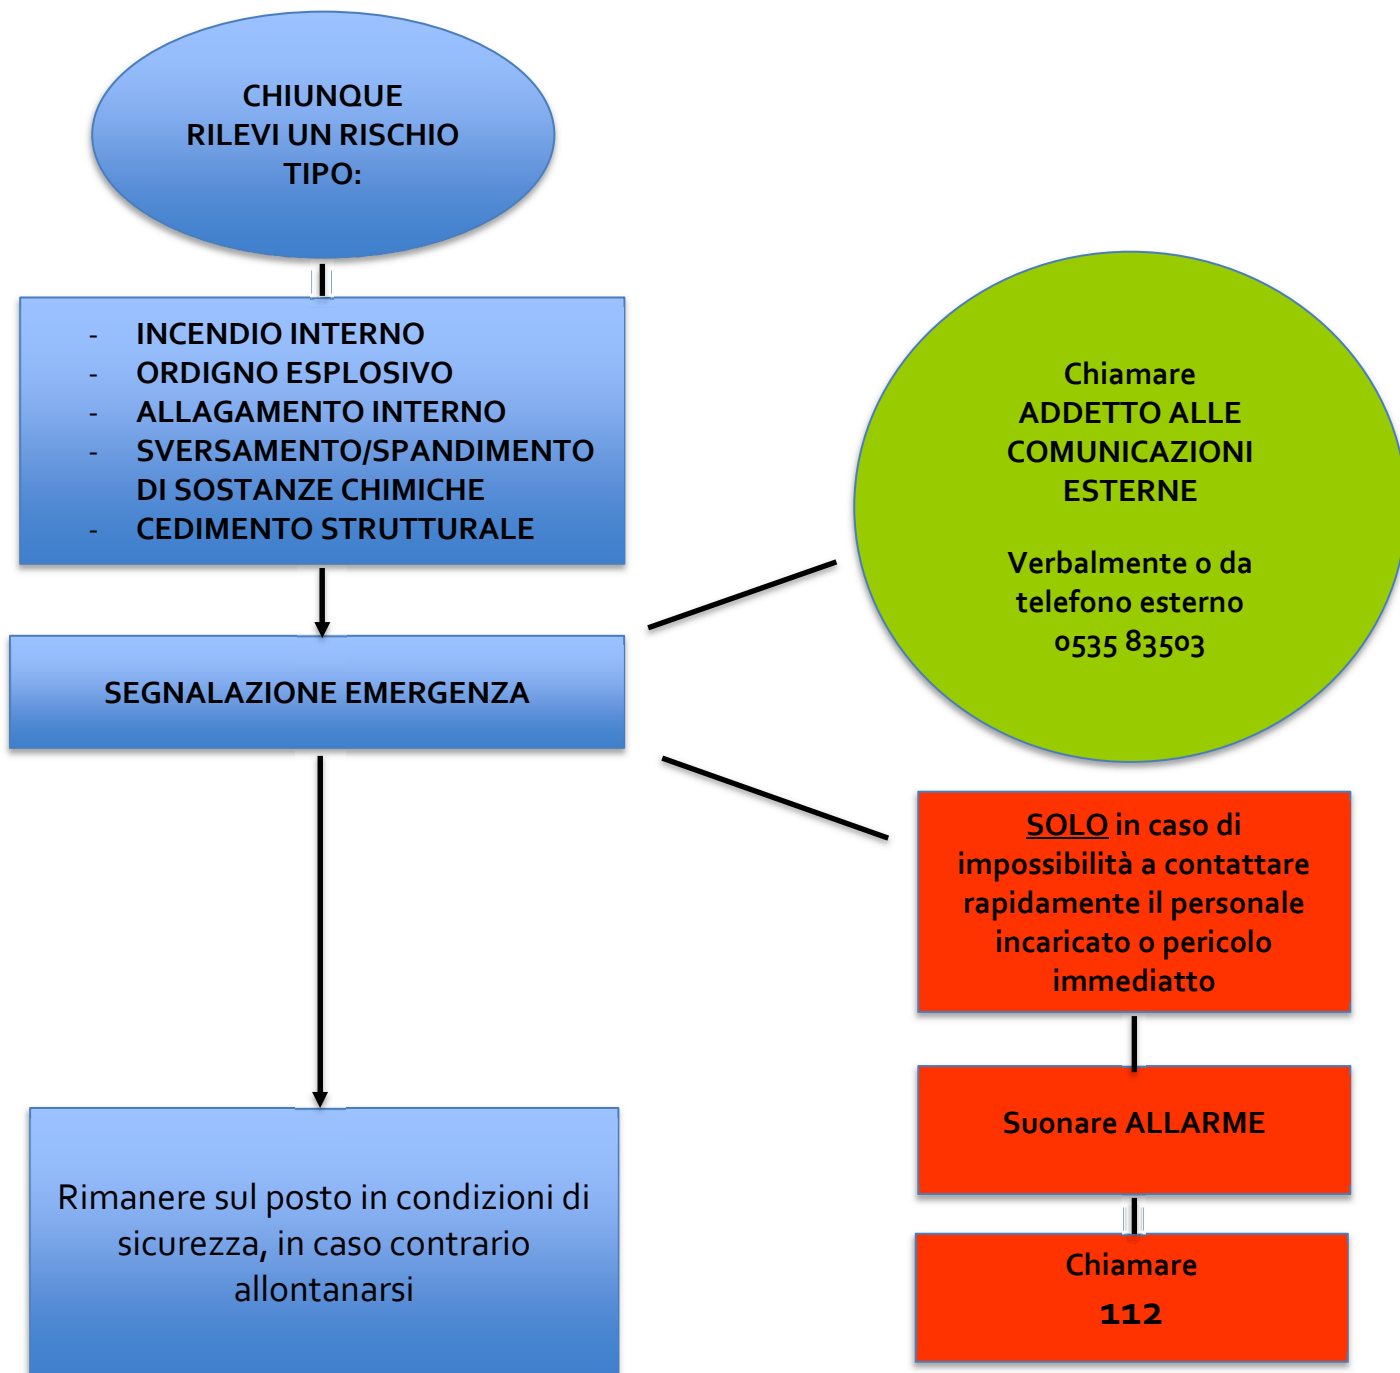 CHIUNQUE
RILEVI UN RISCHIO
TIPO:
- INCENDIO INTERNO
- ORDIGNO ESPLOSIVO
- ALLAGAMENTO INTERNO
- SVERSAMENTO/SPANDIMENTO
DI SOSTANZE CHIMICHE
- CEDIMENTO STRUTTURALE
Chiamare
ADDETTO ALLE
COMUNICAZIONI
ESTERNE
Verbalmente o da
telefono esterno
0535 83503
SEGNALAZIONE EMERGENZA
SOLO in caso di
impossibilità a contattare
rapidamente il personale
incaricato o pericolo
immediatto
Suonare ALLARME
Chiamare
112
Rimanere sul posto in condizioni di
sicurezza, in caso contrario
allontanarsi